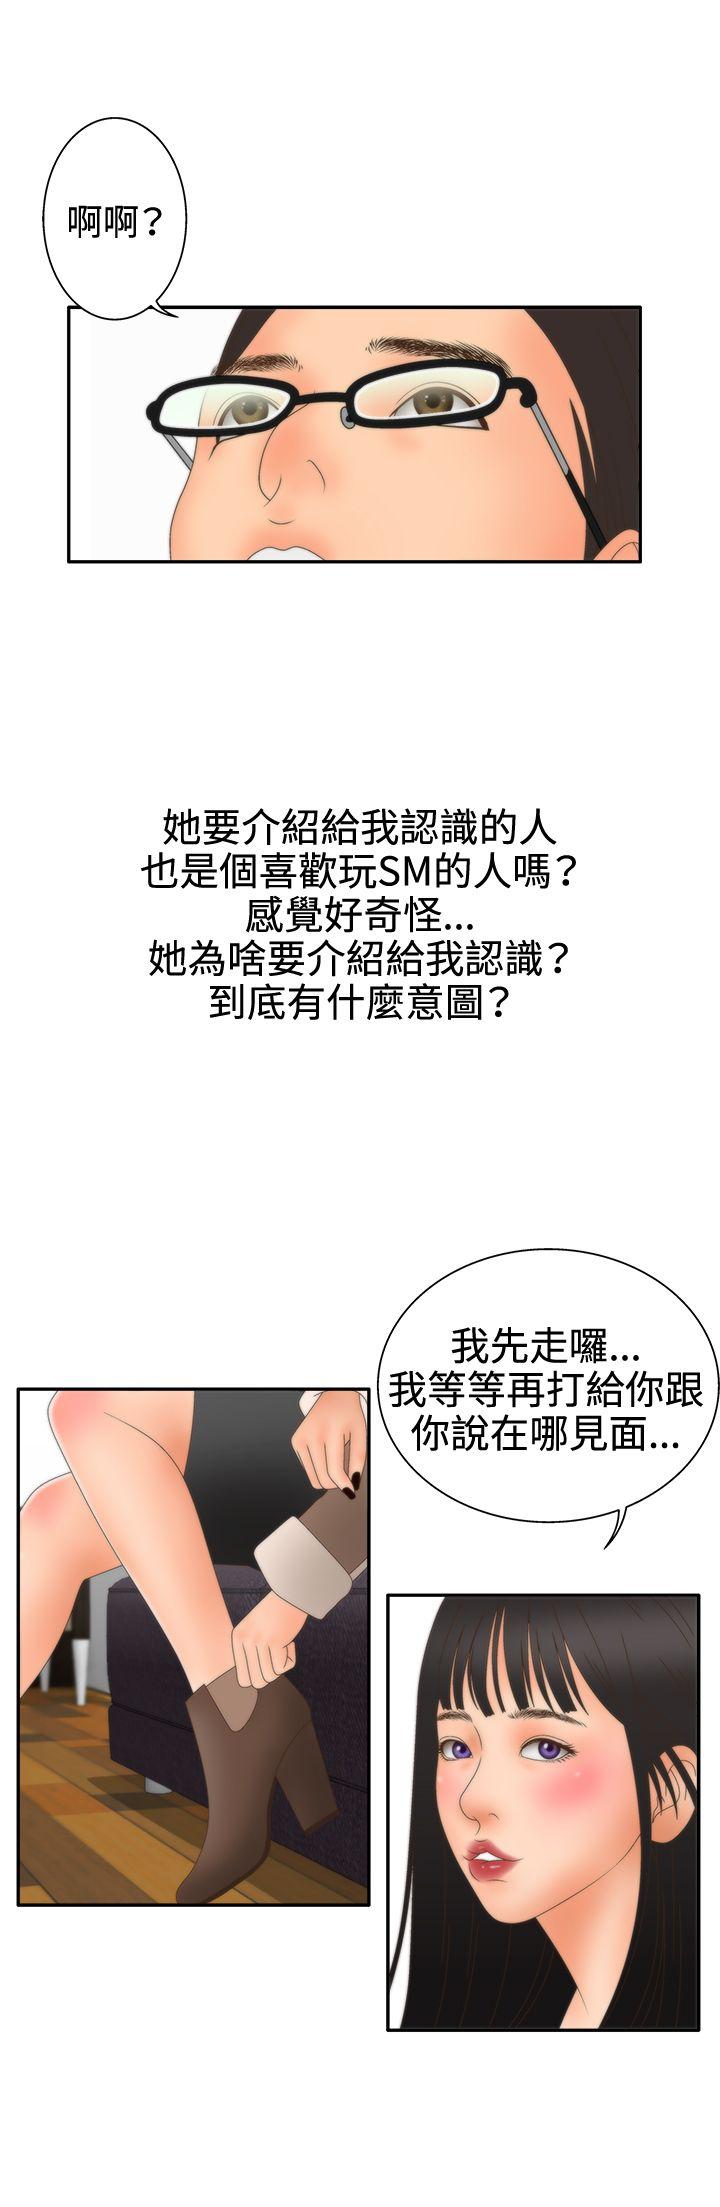 啊啊？
她要介紹給我認識的人
也是個喜歡玩SM的人嗎？
感覺好奇怪...
她為啥要介紹給我認識？
到底有什麼意圖？
我先走囉...
我等等再打給你跟
你說在哪見面...